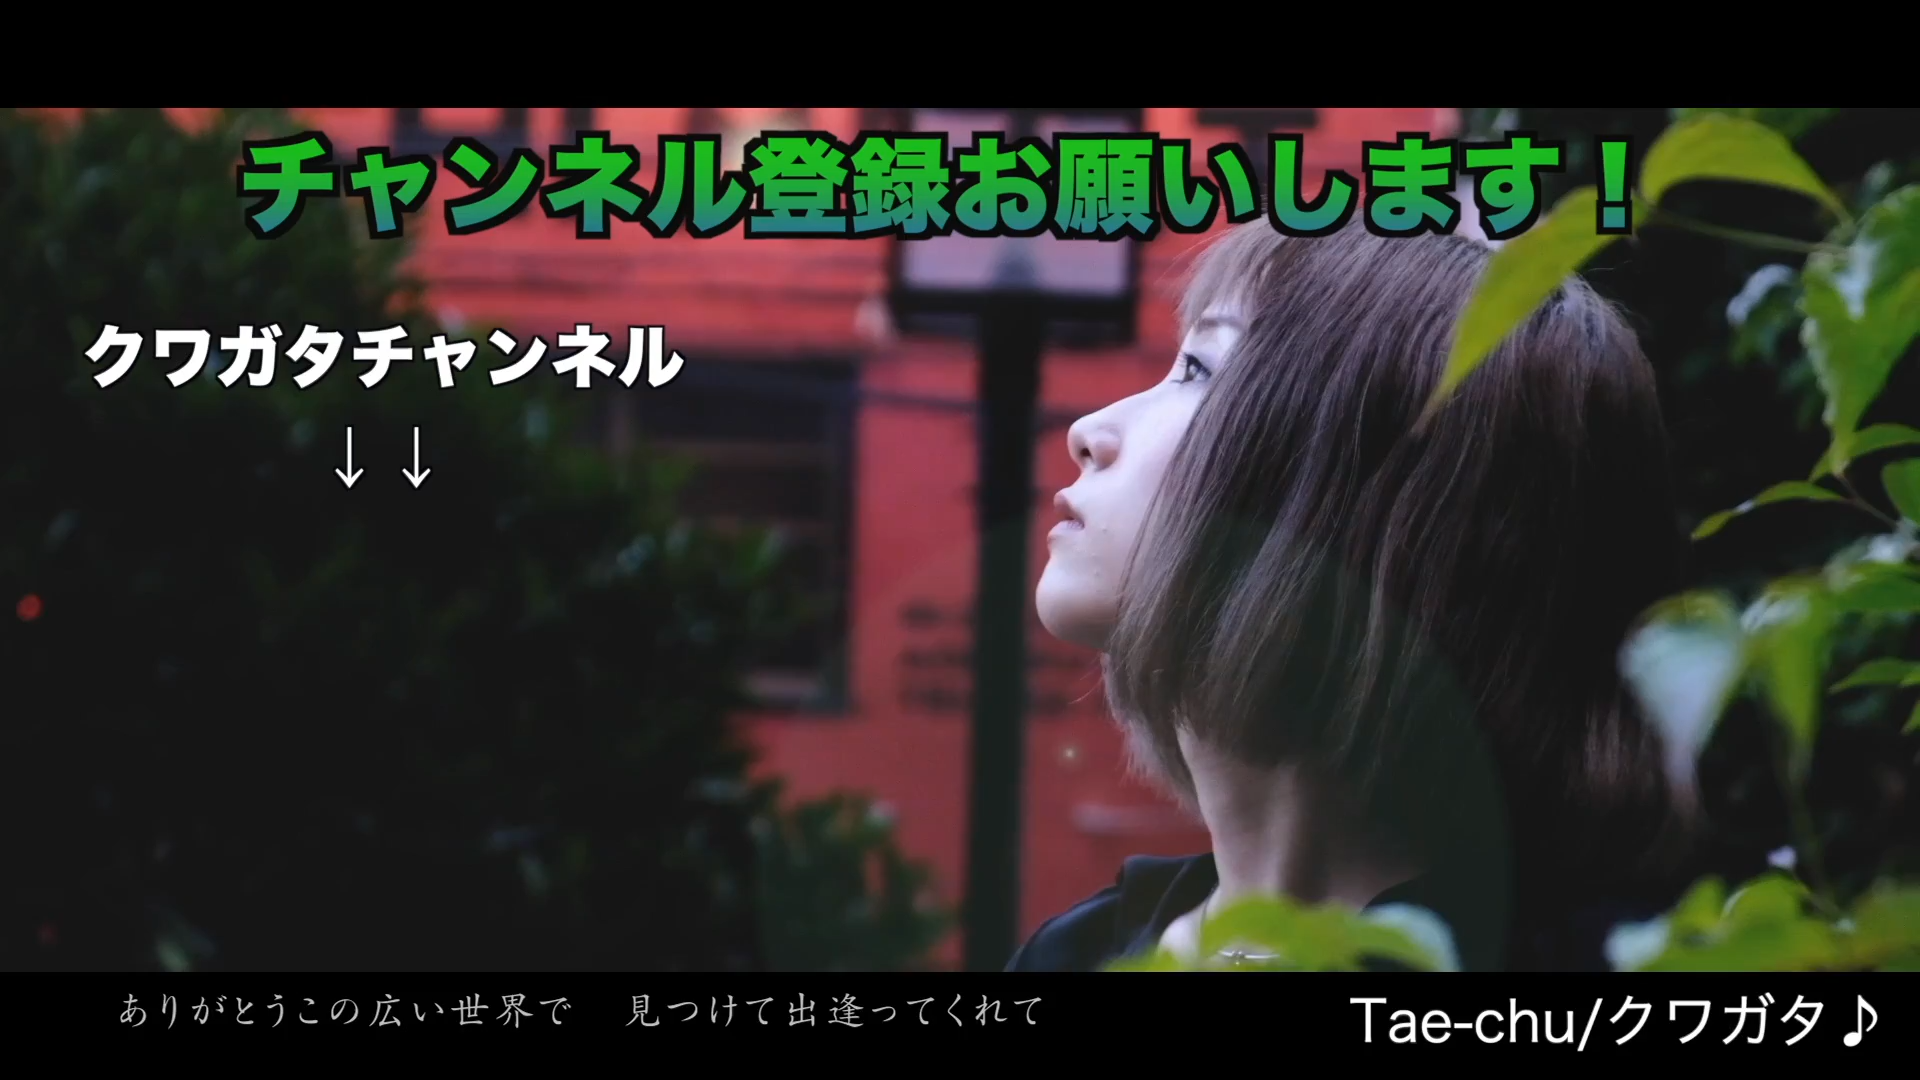 チャンネル登録お願いします！
クワガタチャンネル
↓ ↓
ありがとうこの広い世界で　見つけて出逢ってくれて
Tae-chu/クワガタ♪